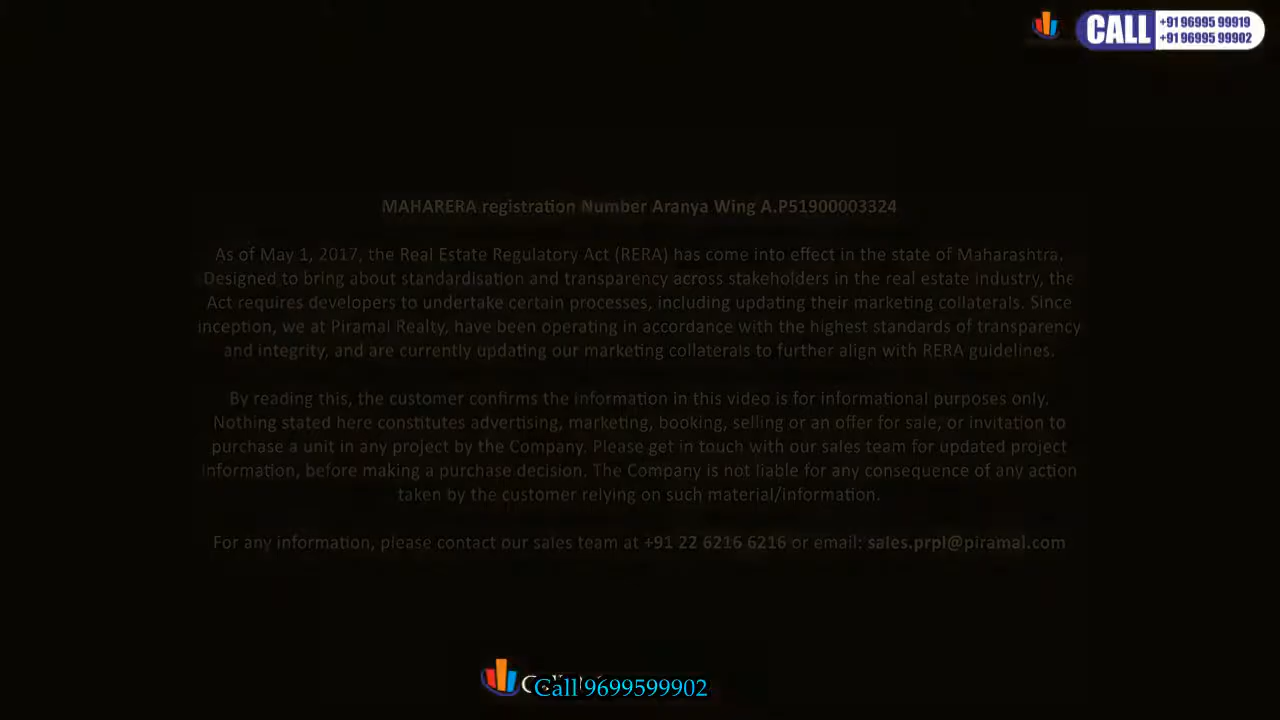 CALL
+91 96995 99919
+91 96995 99902
MAHARERA registration Number Aranya Wing A.P51900003324
As of May 1, 2017, the Real Estate Regulatory Act (RERA) has come into effect in the state of Maharashtra.
Designed to bring about standardisation and transparency across stakeholders in the real estate industry, the
Act requires developers to undertake certain processes, including updating their marketing collaterals. Since
inception, we at Piramal Realty, have been operating in accordance with the highest standards of transparency
and integrity, and are currently updating our marketing collaterals to further align with RERA guidelines.
By reading this, the customer confirms the information in this video is for informational purposes only.
Nothing stated here constitutes advertising, marketing, booking, selling or an offer for sale, or invitation to
purchase a unit in any project by the Company. Please get in touch with our sales team for updated project
information, before making a purchase decision. The Company is not liable for any consequence of any action
taken by the customer relying on such material/information.
For any information, please contact our sales team at +91 22 6216 6216 or email: sales.prpl@piramal.com
Call 9699599902